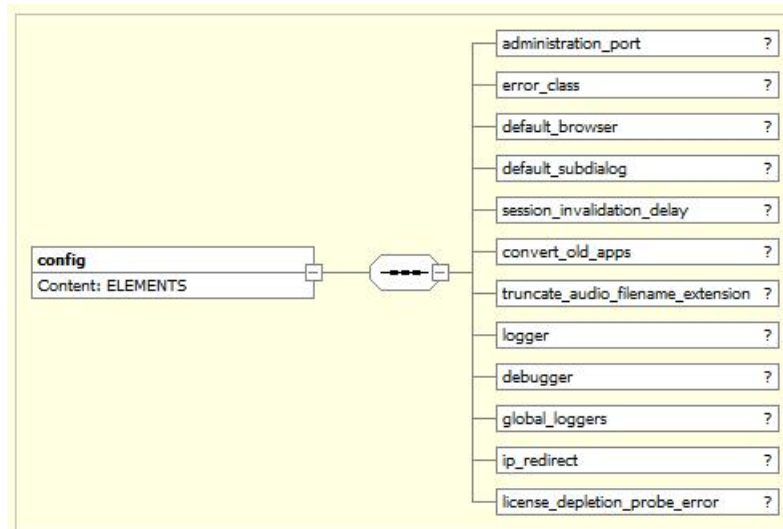 administration_port ?
error_class ?
default_browser ?
default_subdialog ?
session_invalidation_delay ?
config
convert_old_apps ?
Content: ELEMENTS
truncate_audio_filename_extension ?
logger ?
debugger ?
global_loggers ?
ip_redirect ?
license_depletion_probe_error ?